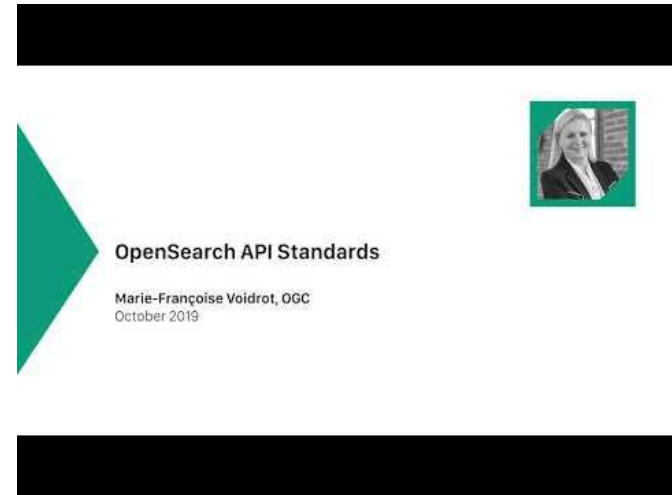 OpenSearch API Standards
Marie-Françoise Voidrot, OGC
October 2019